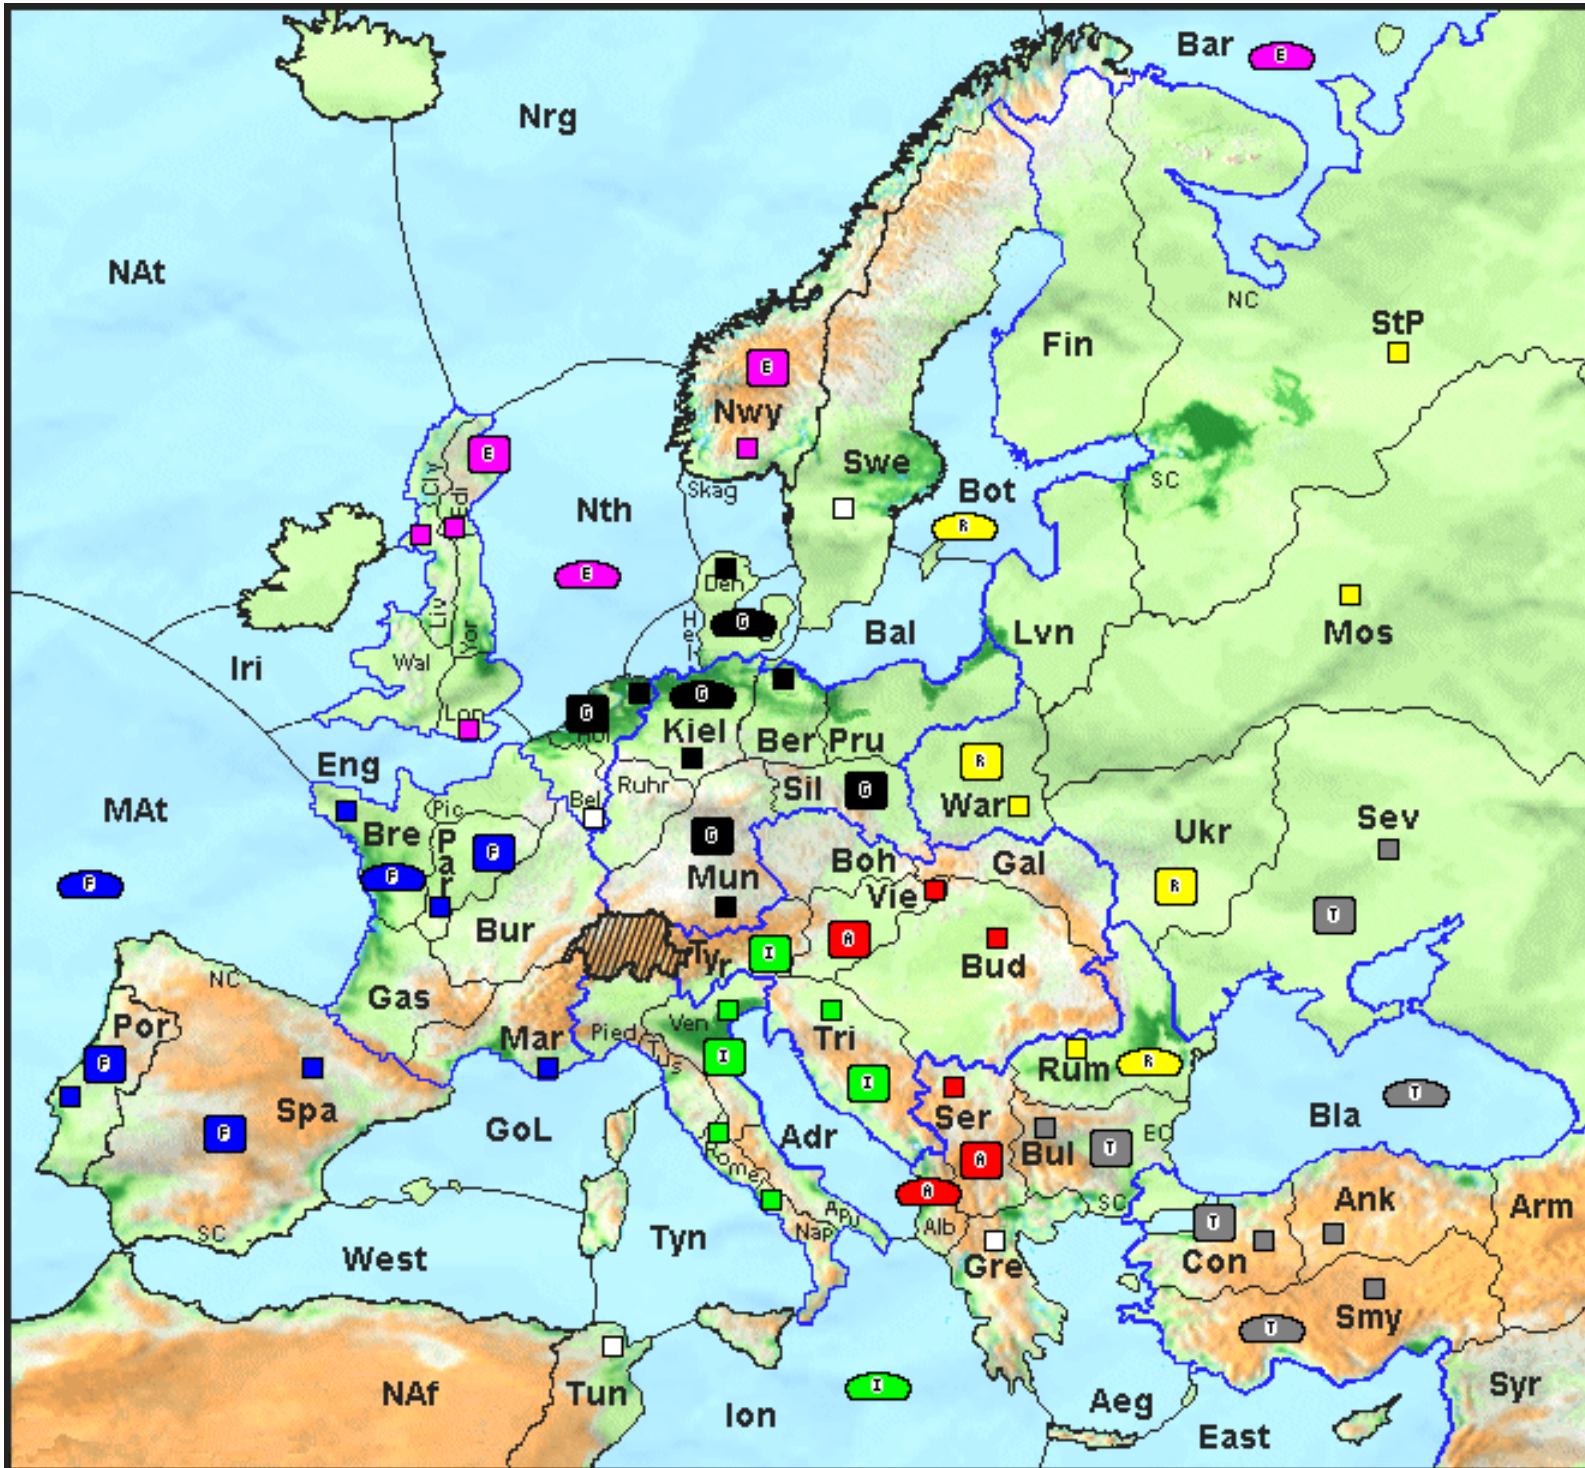 Bar
E
Nrg
NAt
NC
StP
Fin
E
Nwy
E
Cly
Edi
Swe
SC
Skag
Bot
R
Nth
E
Den
Hel
G
Liv
Yor
Wal
Iri
Bal
Lvn
Mos
Lon
G
Hol
G
Kiel
Ber
Pru
Eng
Ruhr
Sil
G
R
War
MAt
Pic
Bel
Bre
Par
F
G
Boh
Gal
Ukr
Sev
F
F
Mun
Vie
R
T
Bur
Tyr
I
A
Bud
NC
Gas
Por
Mar
Pied
Ven
Tus
Tri
F
I
I
Rum
R
Spa
F
GoL
Rome
Adr
Ser
A
Bul
T
EC
Bla
T
A
SC
Apu
Nap
Alb
SC
T
Ank
Arm
West
Tyn
Gre
Con
Smy
T
NAf
Tun
Ion
I
Aeg
East
Syr